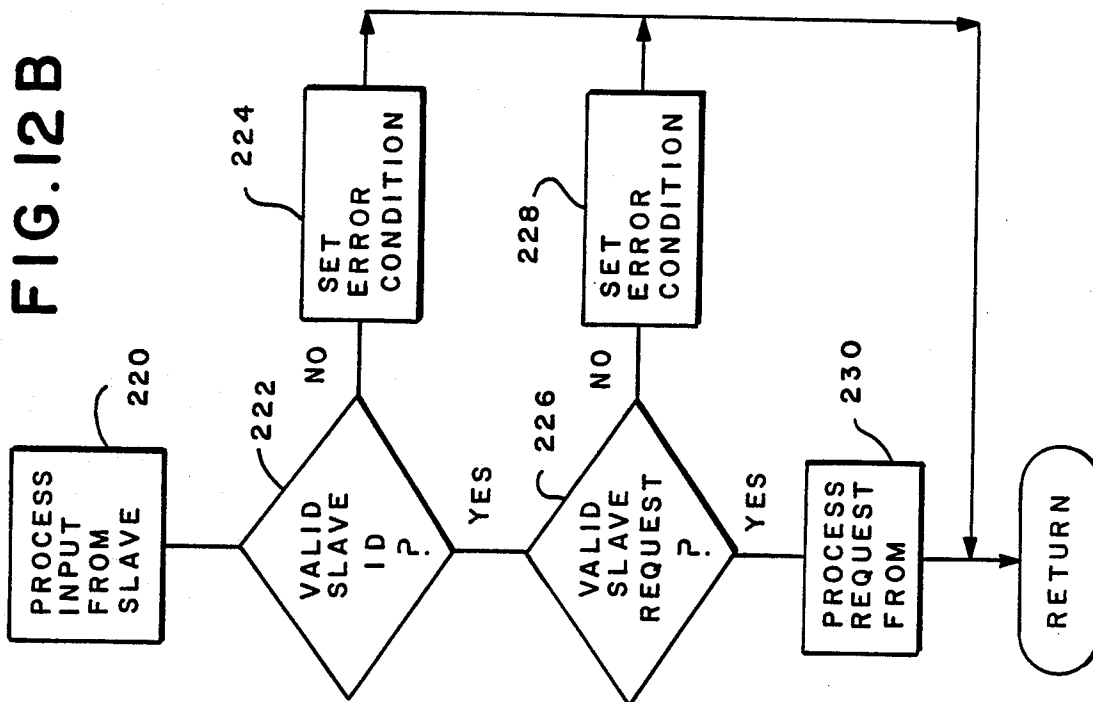 FIG.12B
PROCESS
INPUT
FROM
SLAVE
220
VALID
SLAVE
ID
?
222
NO
SET
ERROR
CONDITION
224
YES
VALID
SLAVE
REQUEST
?
226
NO
SET
ERROR
CONDITION
228
YES
PROCESS
REQUEST
FROM
230
RETURN